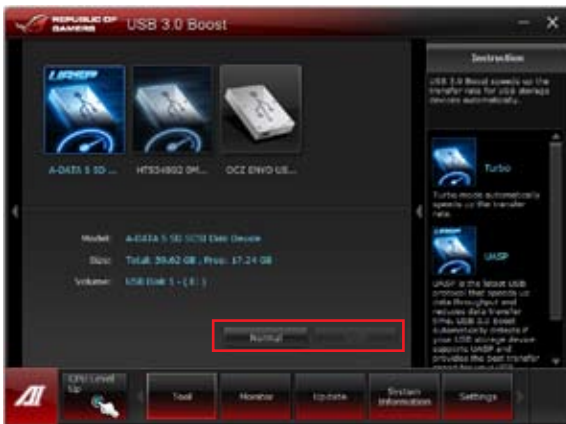 REPUBLIC OF
GAMERS
USB 3.0 Boost
Instruction
USB 3.0 Boost speeds up the
transfer rate for USB storage
devices automatically.
UASP
A-DATA S SD ...
HTS54802 0M...
OCZ ENYO US...
Turbo
Turbo mode automatically
speeds up the transfer
rate.
Model: A-DATA S SD SCSI Disk Device
Size: Total: 59.62 GB , Free: 17.24 GB
Volume: USB Disk 1 - ( E: )
UASP
UASP is the latest USB
protocol that speeds up
data throughput and
reduces data transfer
time. USB 3.0 Boost
automatically detects if
your USB storage device
supports UASP and
provides the best transfer
Normal
AI
CPU Level
Up
Tool
Monitor
Update
System
Information
Settings